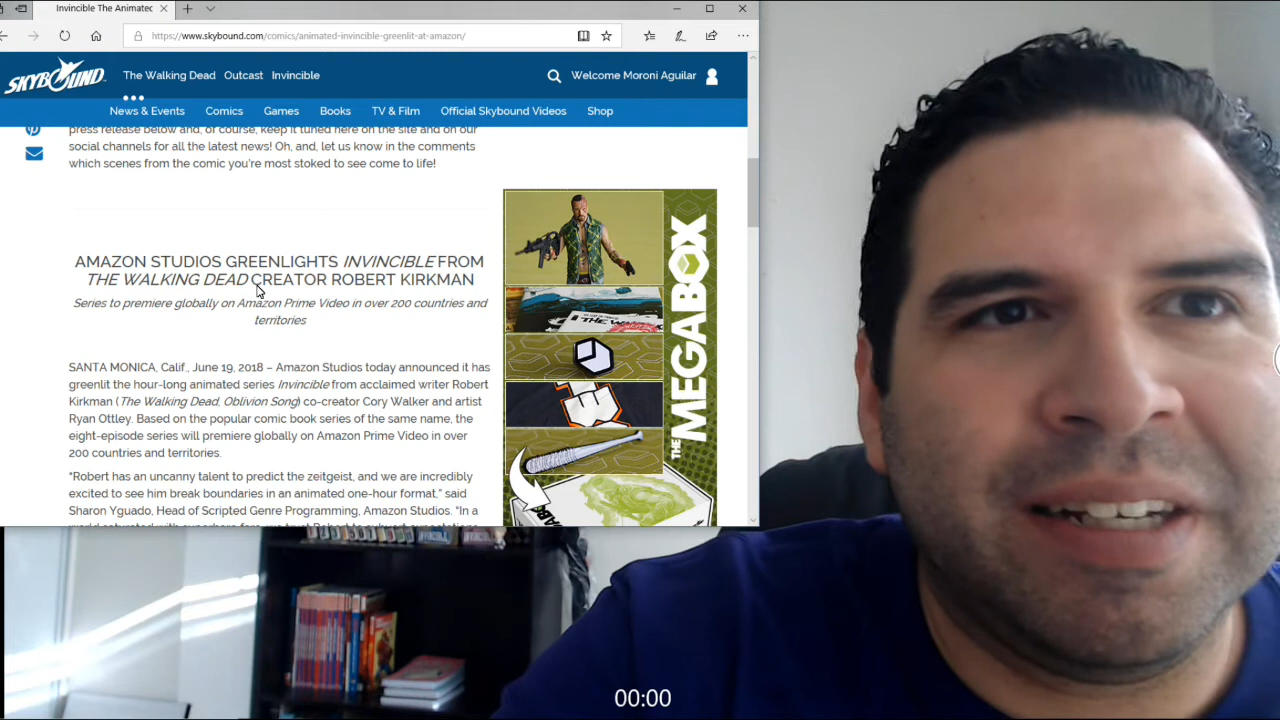 Invincible The Animated
https://www.skybound.com/comics/animated-invincible-greenlit-at-amazon/
SKYBOUND
The Walking Dead Outcast Invincible
Welcome Moroni Aguilar
News & Events Comics Games Books TV & Film Official Skybound Videos Shop
press release below and, of course, keep it tuned here on the site and on our
social channels for all the latest news! Oh, and, let us know in the comments
which scenes from the comic you're most stoked to see come to life!
AMAZON STUDIOS GREENLIGHTS INVINCIBLE FROM
THE WALKING DEAD CREATOR ROBERT KIRKMAN
Series to premiere globally on Amazon Prime Video in over 200 countries and
territories
SANTA MONICA, Calif., June 19, 2018 – Amazon Studios today announced it has
greenlit the hour-long animated series Invincible from acclaimed writer Robert
Kirkman (The Walking Dead, Oblivion Song) co-creator Cory Walker and artist
Ryan Ottley. Based on the popular comic book series of the same name, the
eight-episode series will premiere globally on Amazon Prime Video in over
200 countries and territories.
"Robert has an uncanny talent to predict the zeitgeist, and we are incredibly
excited to see him break boundaries in an animated one-hour format," said
Sharon Yguado, Head of Scripted Genre Programming, Amazon Studios. "In a
THE MEGABOX
00:00